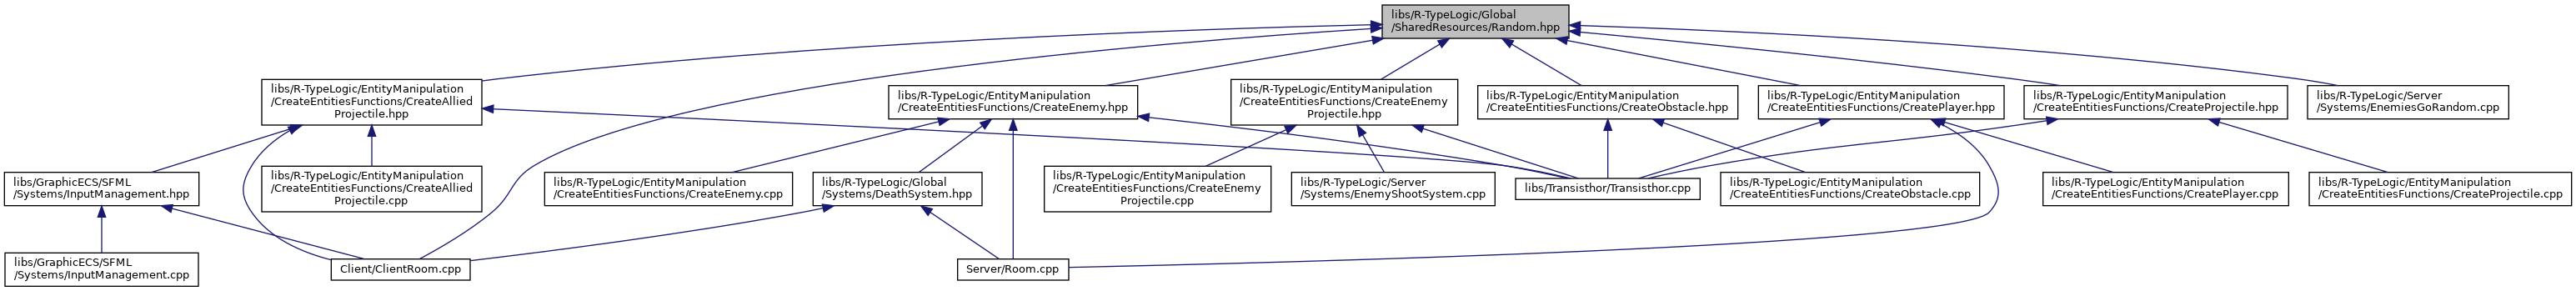 libs/R-TypeLogic/Global
/SharedResources/Random.hpp
libs/R-TypeLogic/EntityManipulation
/CreateEntitiesFunctions/CreateAllied
Projectile.hpp
libs/R-TypeLogic/EntityManipulation
/CreateEntitiesFunctions/CreateEnemy.hpp
libs/R-TypeLogic/EntityManipulation
/CreateEntitiesFunctions/CreateEnemy
Projectile.hpp
libs/R-TypeLogic/EntityManipulation
/CreateEntitiesFunctions/CreateObstacle.hpp
libs/R-TypeLogic/EntityManipulation
/CreateEntitiesFunctions/CreatePlayer.hpp
libs/R-TypeLogic/EntityManipulation
/CreateEntitiesFunctions/CreateProjectile.hpp
libs/R-TypeLogic/Server
/Systems/EnemiesGoRandom.cpp
libs/GraphicECS/SFML
/Systems/InputManagement.hpp
libs/R-TypeLogic/EntityManipulation
/CreateEntitiesFunctions/CreateAllied
Projectile.cpp
libs/R-TypeLogic/EntityManipulation
/CreateEntitiesFunctions/CreateEnemy.cpp
libs/R-TypeLogic/Global
/Systems/DeathSystem.hpp
libs/R-TypeLogic/EntityManipulation
/CreateEntitiesFunctions/CreateEnemy
Projectile.cpp
libs/R-TypeLogic/Server
/Systems/EnemyShootSystem.cpp
libs/Transisthor/Transisthor.cpp
libs/R-TypeLogic/EntityManipulation
/CreateEntitiesFunctions/CreateObstacle.cpp
libs/R-TypeLogic/EntityManipulation
/CreateEntitiesFunctions/CreatePlayer.cpp
libs/R-TypeLogic/EntityManipulation
/CreateEntitiesFunctions/CreateProjectile.cpp
libs/GraphicECS/SFML
/Systems/InputManagement.cpp
Client/ClientRoom.cpp
Server/Room.cpp